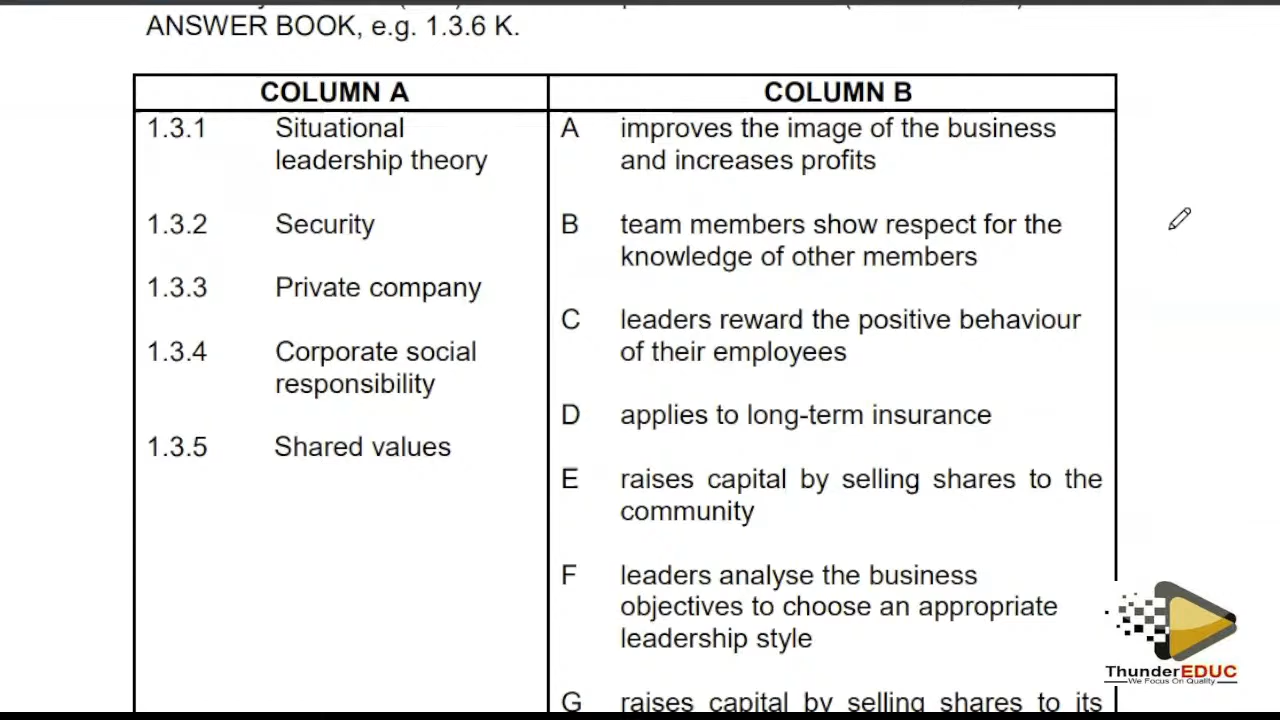 ANSWER BOOK, e.g. 1.3.6 K.
COLUMN A
1.3.1 Situational
leadership theory
1.3.2 Security
1.3.3 Private company
1.3.4 Corporate social
responsibility
1.3.5 Shared values
COLUMN B
A improves the image of the business
and increases profits
B team members show respect for the
knowledge of other members
C leaders reward the positive behaviour
of their employees
D applies to long-term insurance
E raises capital by selling shares to the
community
F leaders analyse the business
objectives to choose an appropriate
leadership style
G raises capital by selling shares to its
ThunderEDUC
We Focus On Quality